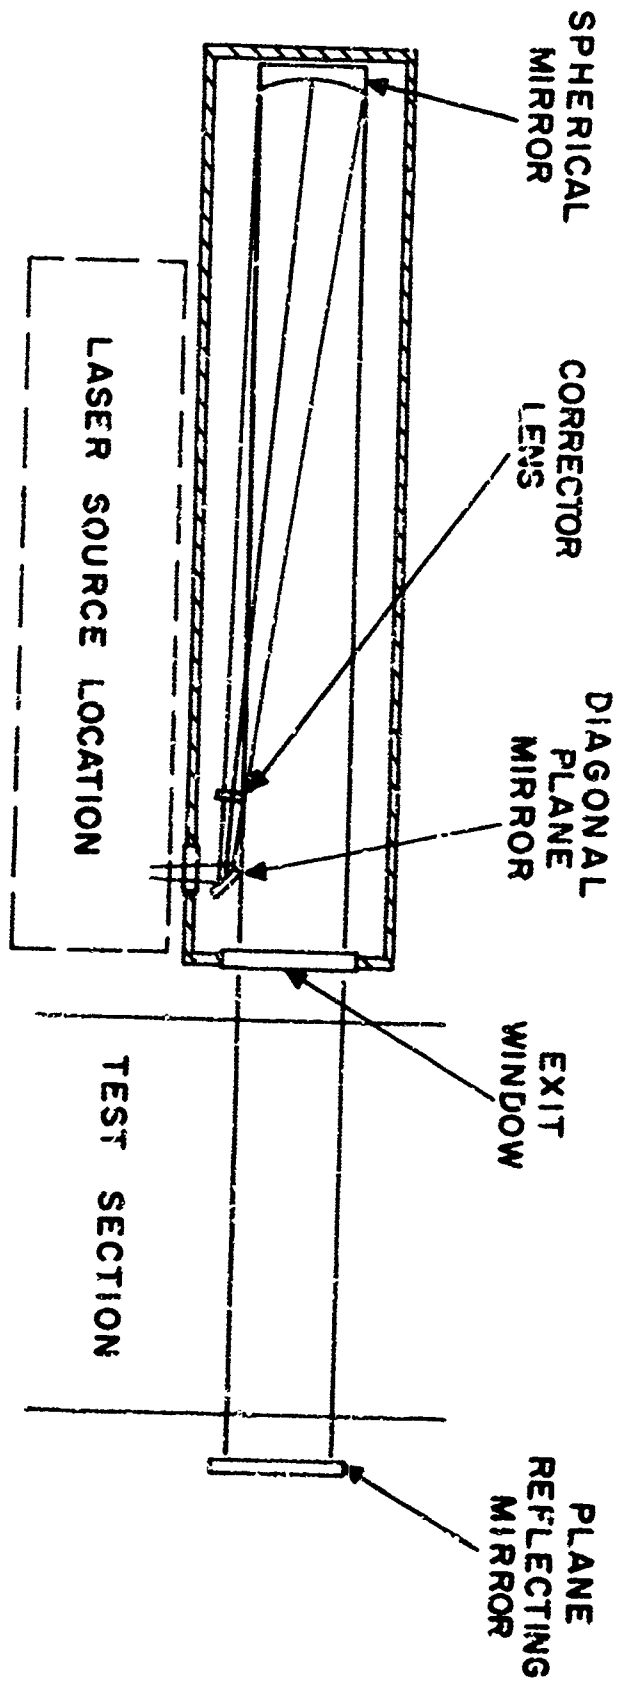 SPHERICAL
MIRROR
CORRECTOR
LENS
DIAGONAL
PLANE
MIRROR
EXIT
WINDOW
PLANE
REFLECTING
MIRROR
LASER SOURCE LOCATION
TEST SECTION